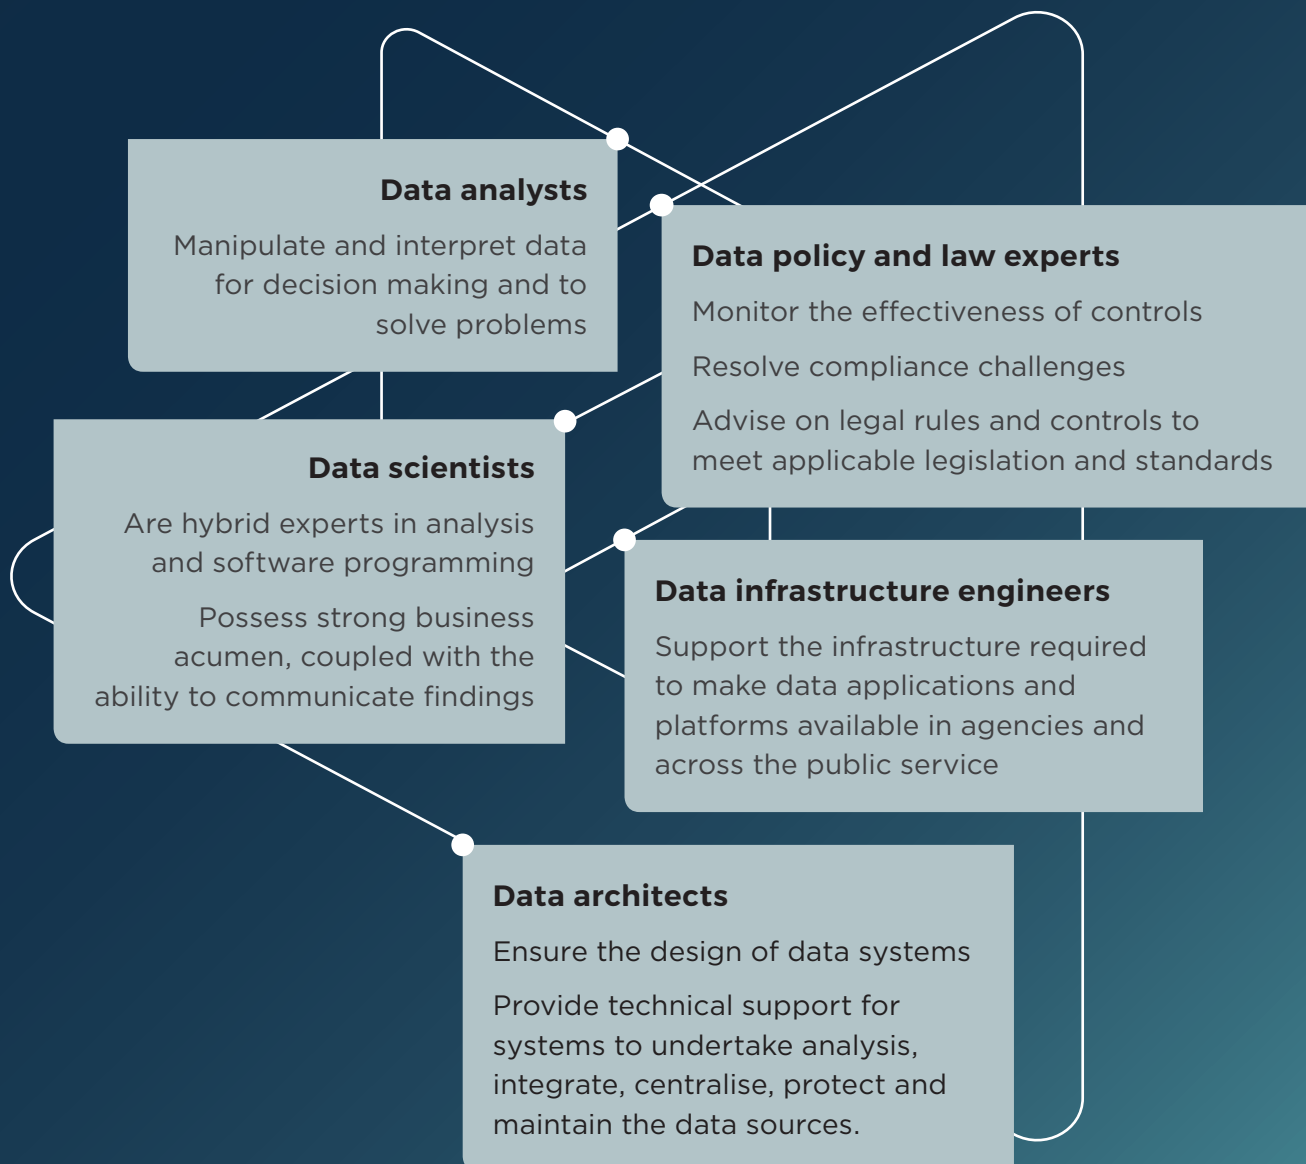 Data analysts
Manipulate and interpret data
for decision making and to
solve problems
Data policy and law experts
Monitor the effectiveness of controls
Resolve compliance challenges
Advise on legal rules and controls to
meet applicable legislation and standards
Data scientists
Are hybrid experts in analysis
and software programming
Possess strong business
acumen, coupled with the
ability to communicate findings
Data infrastructure engineers
Support the infrastructure required
to make data applications and
platforms available in agencies and
across the public service
Data architects
Ensure the design of data systems
Provide technical support for
systems to undertake analysis,
integrate, centralise, protect and
maintain the data sources.